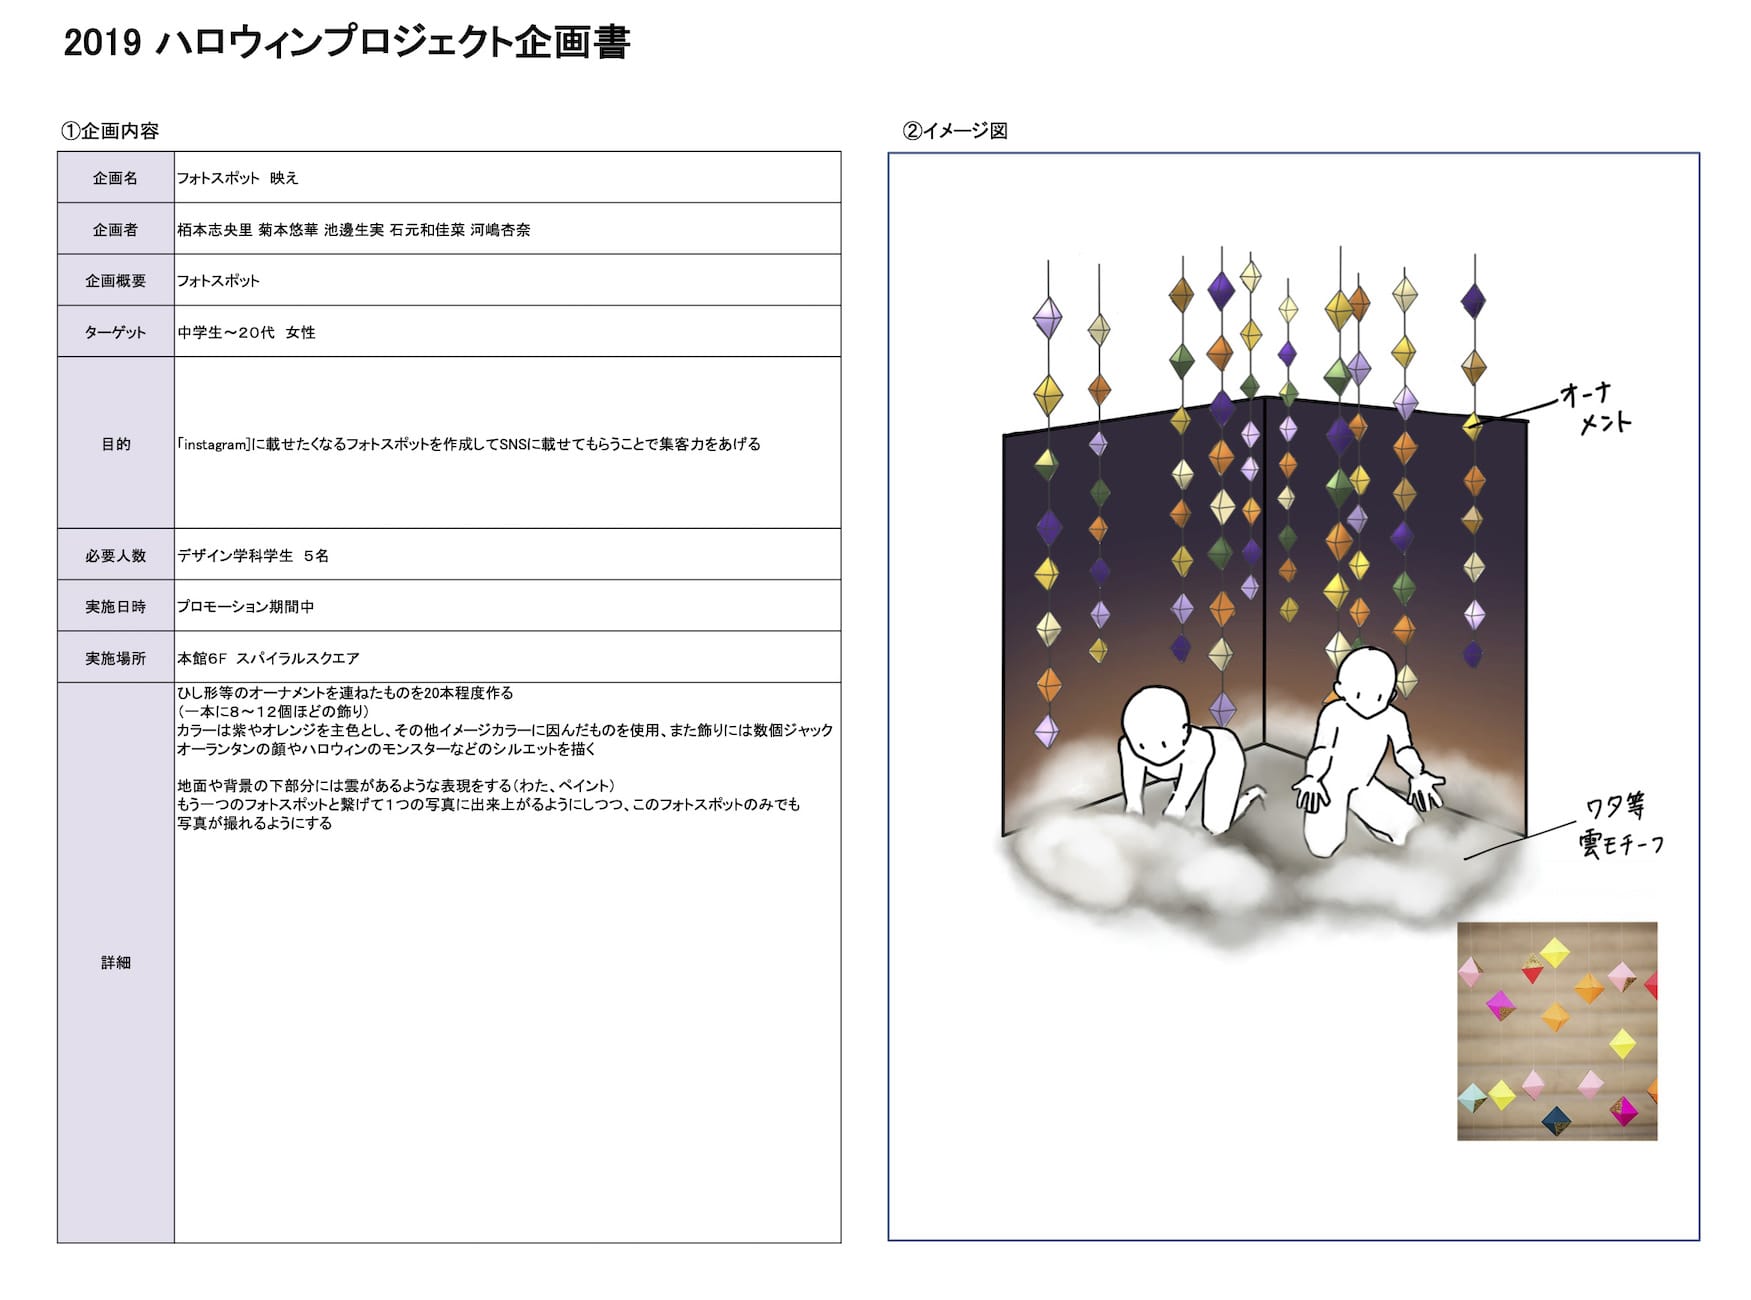 2019 ハロウィンプロジェクト企画書
①企画内容
企画名
フォトスポット　映え
企画者
栢本志央里 菊本悠華 池邊生実 石元和佳菜 河嶋杏奈
企画概要
フォトスポット
ターゲット
中学生～２０代　女性
目的
「instagram]に載せたくなるフォトスポットを作成してSNSに載せてもらうことで集客力をあげる
必要人数
デザイン学科学生　５名
実施日時
プロモーション期間中
実施場所
本館６Ｆ　スパイラルスクエア
詳細
ひし形等のオーナメントを連ねたものを20本程度作る
（一本に８～１２個ほどの飾り）
カラーは紫やオレンジを主色とし、その他イメージカラーに因んだものを使用、また飾りには数個ジャック
オーランタンの顔やハロウィンのモンスターなどのシルエットを描く
地面や背景の下部分には雲があるような表現をする（わた、ペイント）
もう一つのフォトスポットと繋げて１つの写真に出来上がるようにしつつ、このフォトスポットのみでも
写真が撮れるようにする
②イメージ図
オーナ
メント
ワタ等
雲モチーフ